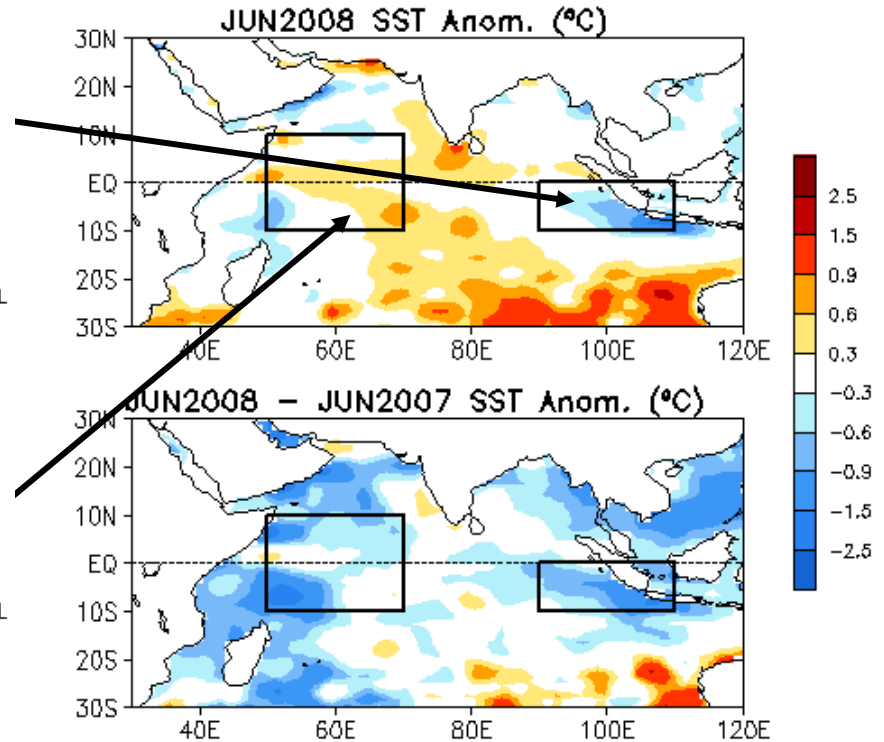 JUN2008 SST Anom. (ºC)
30N
20N
10N
EQ
10S
20S
30S
40E 60E 80E 100E 120E
L
2.5
1.5
0.9
0.6
0.3
-0.3
-0.6
-0.9
-1.5
-2.5
JUN2008 - JUN2007 SST Anom. (ºC)
30N
20N
10N
EQ
10S
20S
30S
40E 60E 80E 100E 120E
L